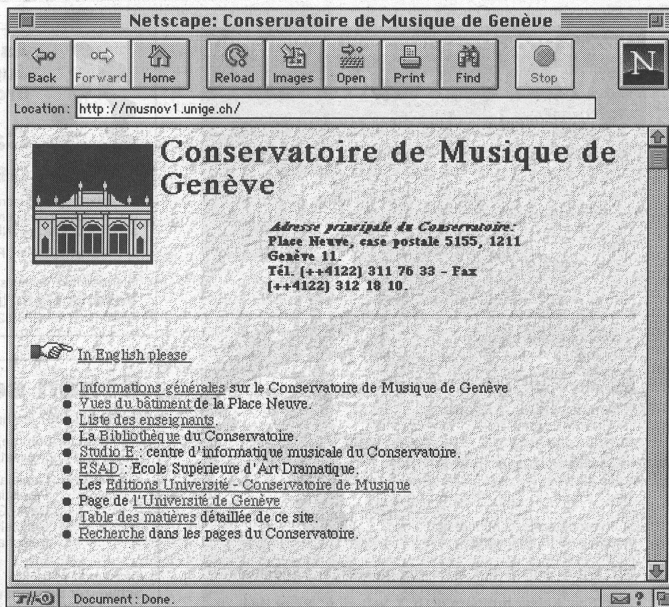 Netscape: Conservatoire de Musique de Genève
Back Forward Home Reload Images Open Print Find Stop
N
Location: http://musnov1.unige.ch/
Conservatoire de Musique de
Genève
Adresse principale du Conservatoire:
Place Neuve, case postale 5155, 1211
Genève 11.
Tél. (++4122) 311 76 33 - Fax
(++4122) 312 18 10.
In English please
Informations générales sur le Conservatoire de Musique de Genève
Vues du bâtiment de la Place Neuve.
Liste des enseignants.
La Bibliothèque du Conservatoire.
Studio E : centre d'informatique musicale du Conservatoire.
ESAD : Ecole Supérieure d'Art Dramatique.
Les Editions Université - Conservatoire de Musique
Page de l'Université de Genève
Table des matières détaillée de ce site.
Recherche dans les pages du Conservatoire.
Document: Done.
?